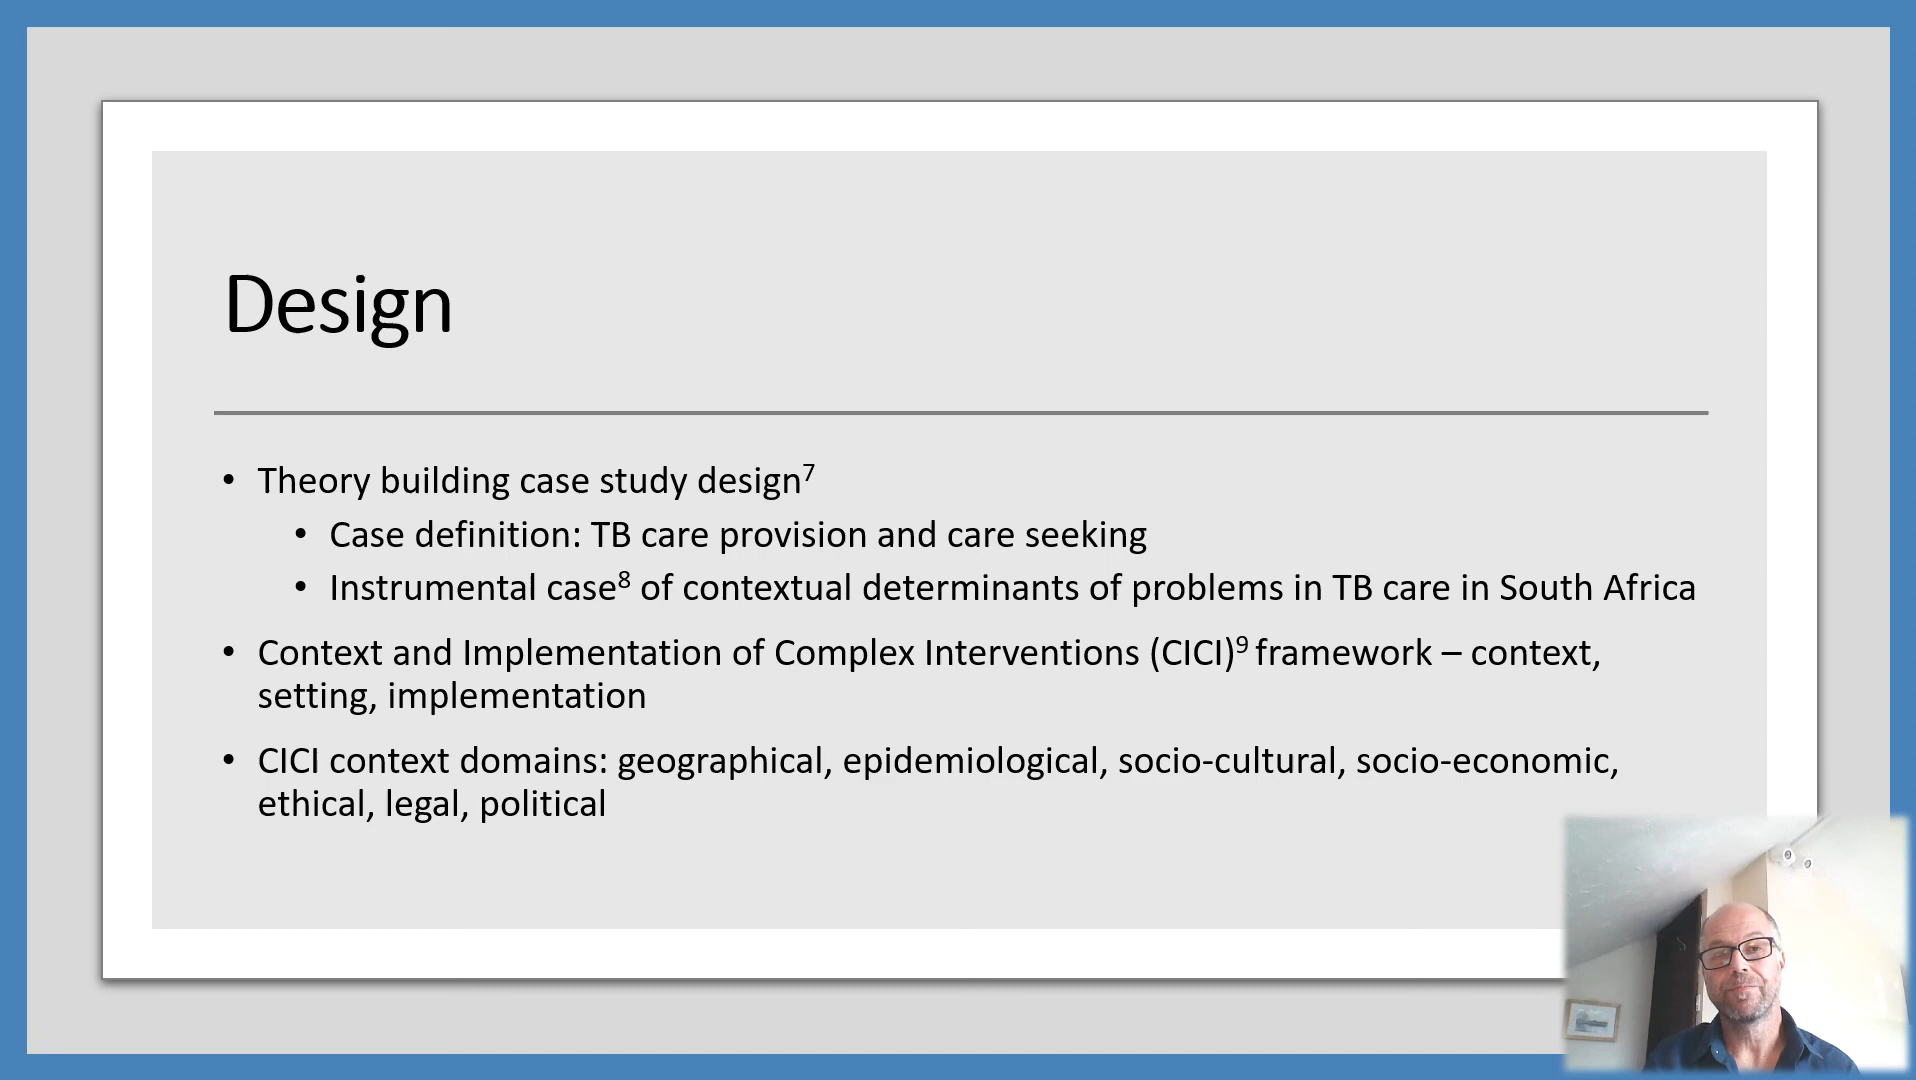 Design
• Theory building case study design⁷
• Case definition: TB care provision and care seeking
• Instrumental case⁸ of contextual determinants of problems in TB care in South Africa
• Context and Implementation of Complex Interventions (CICI)⁹ framework – context,
setting, implementation
• CICI context domains: geographical, epidemiological, socio-cultural, socio-economic,
ethical, legal, political